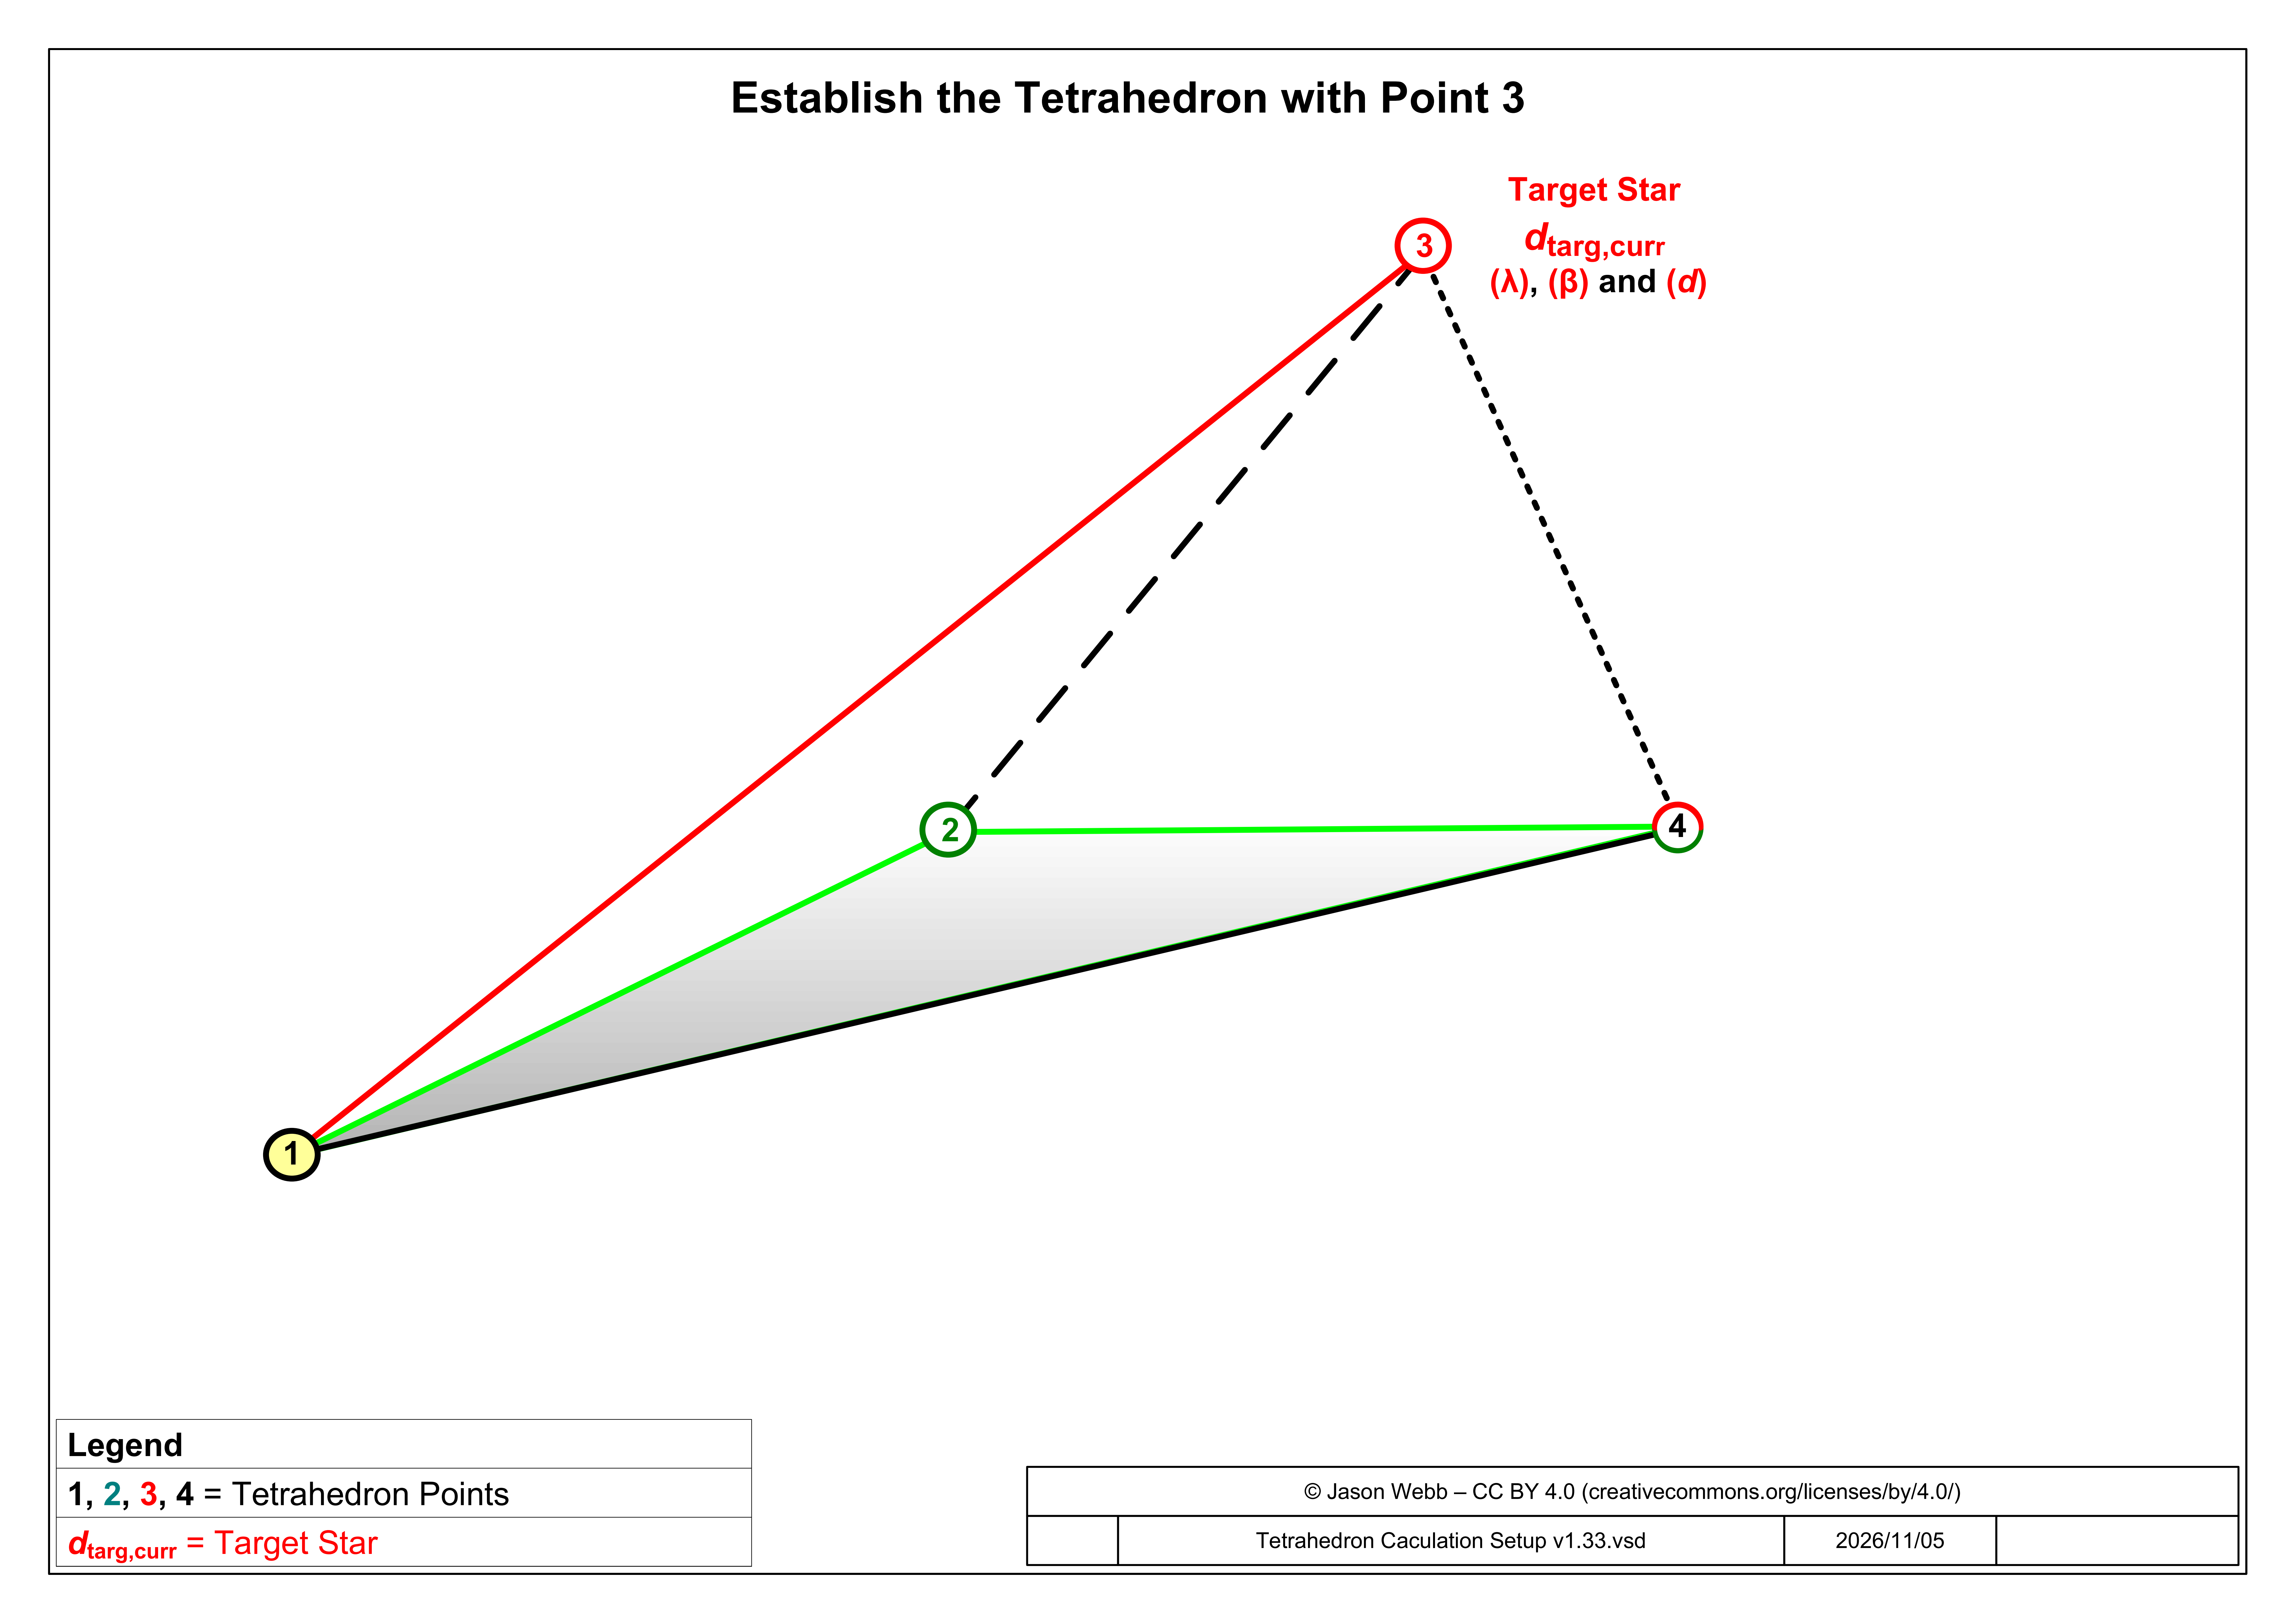 Establish the Tetrahedron with Point 3
Target Star
dtarg,curr
(λ), (β) and (d)
3
2
4
1
Legend
1, 2, 3, 4 = Tetrahedron Points
dtarg,curr = Target Star
© Jason Webb – CC BY 4.0 (creativecommons.org/licenses/by/4.0/)
Tetrahedron Caculation Setup v1.33.vsd
2026/11/05